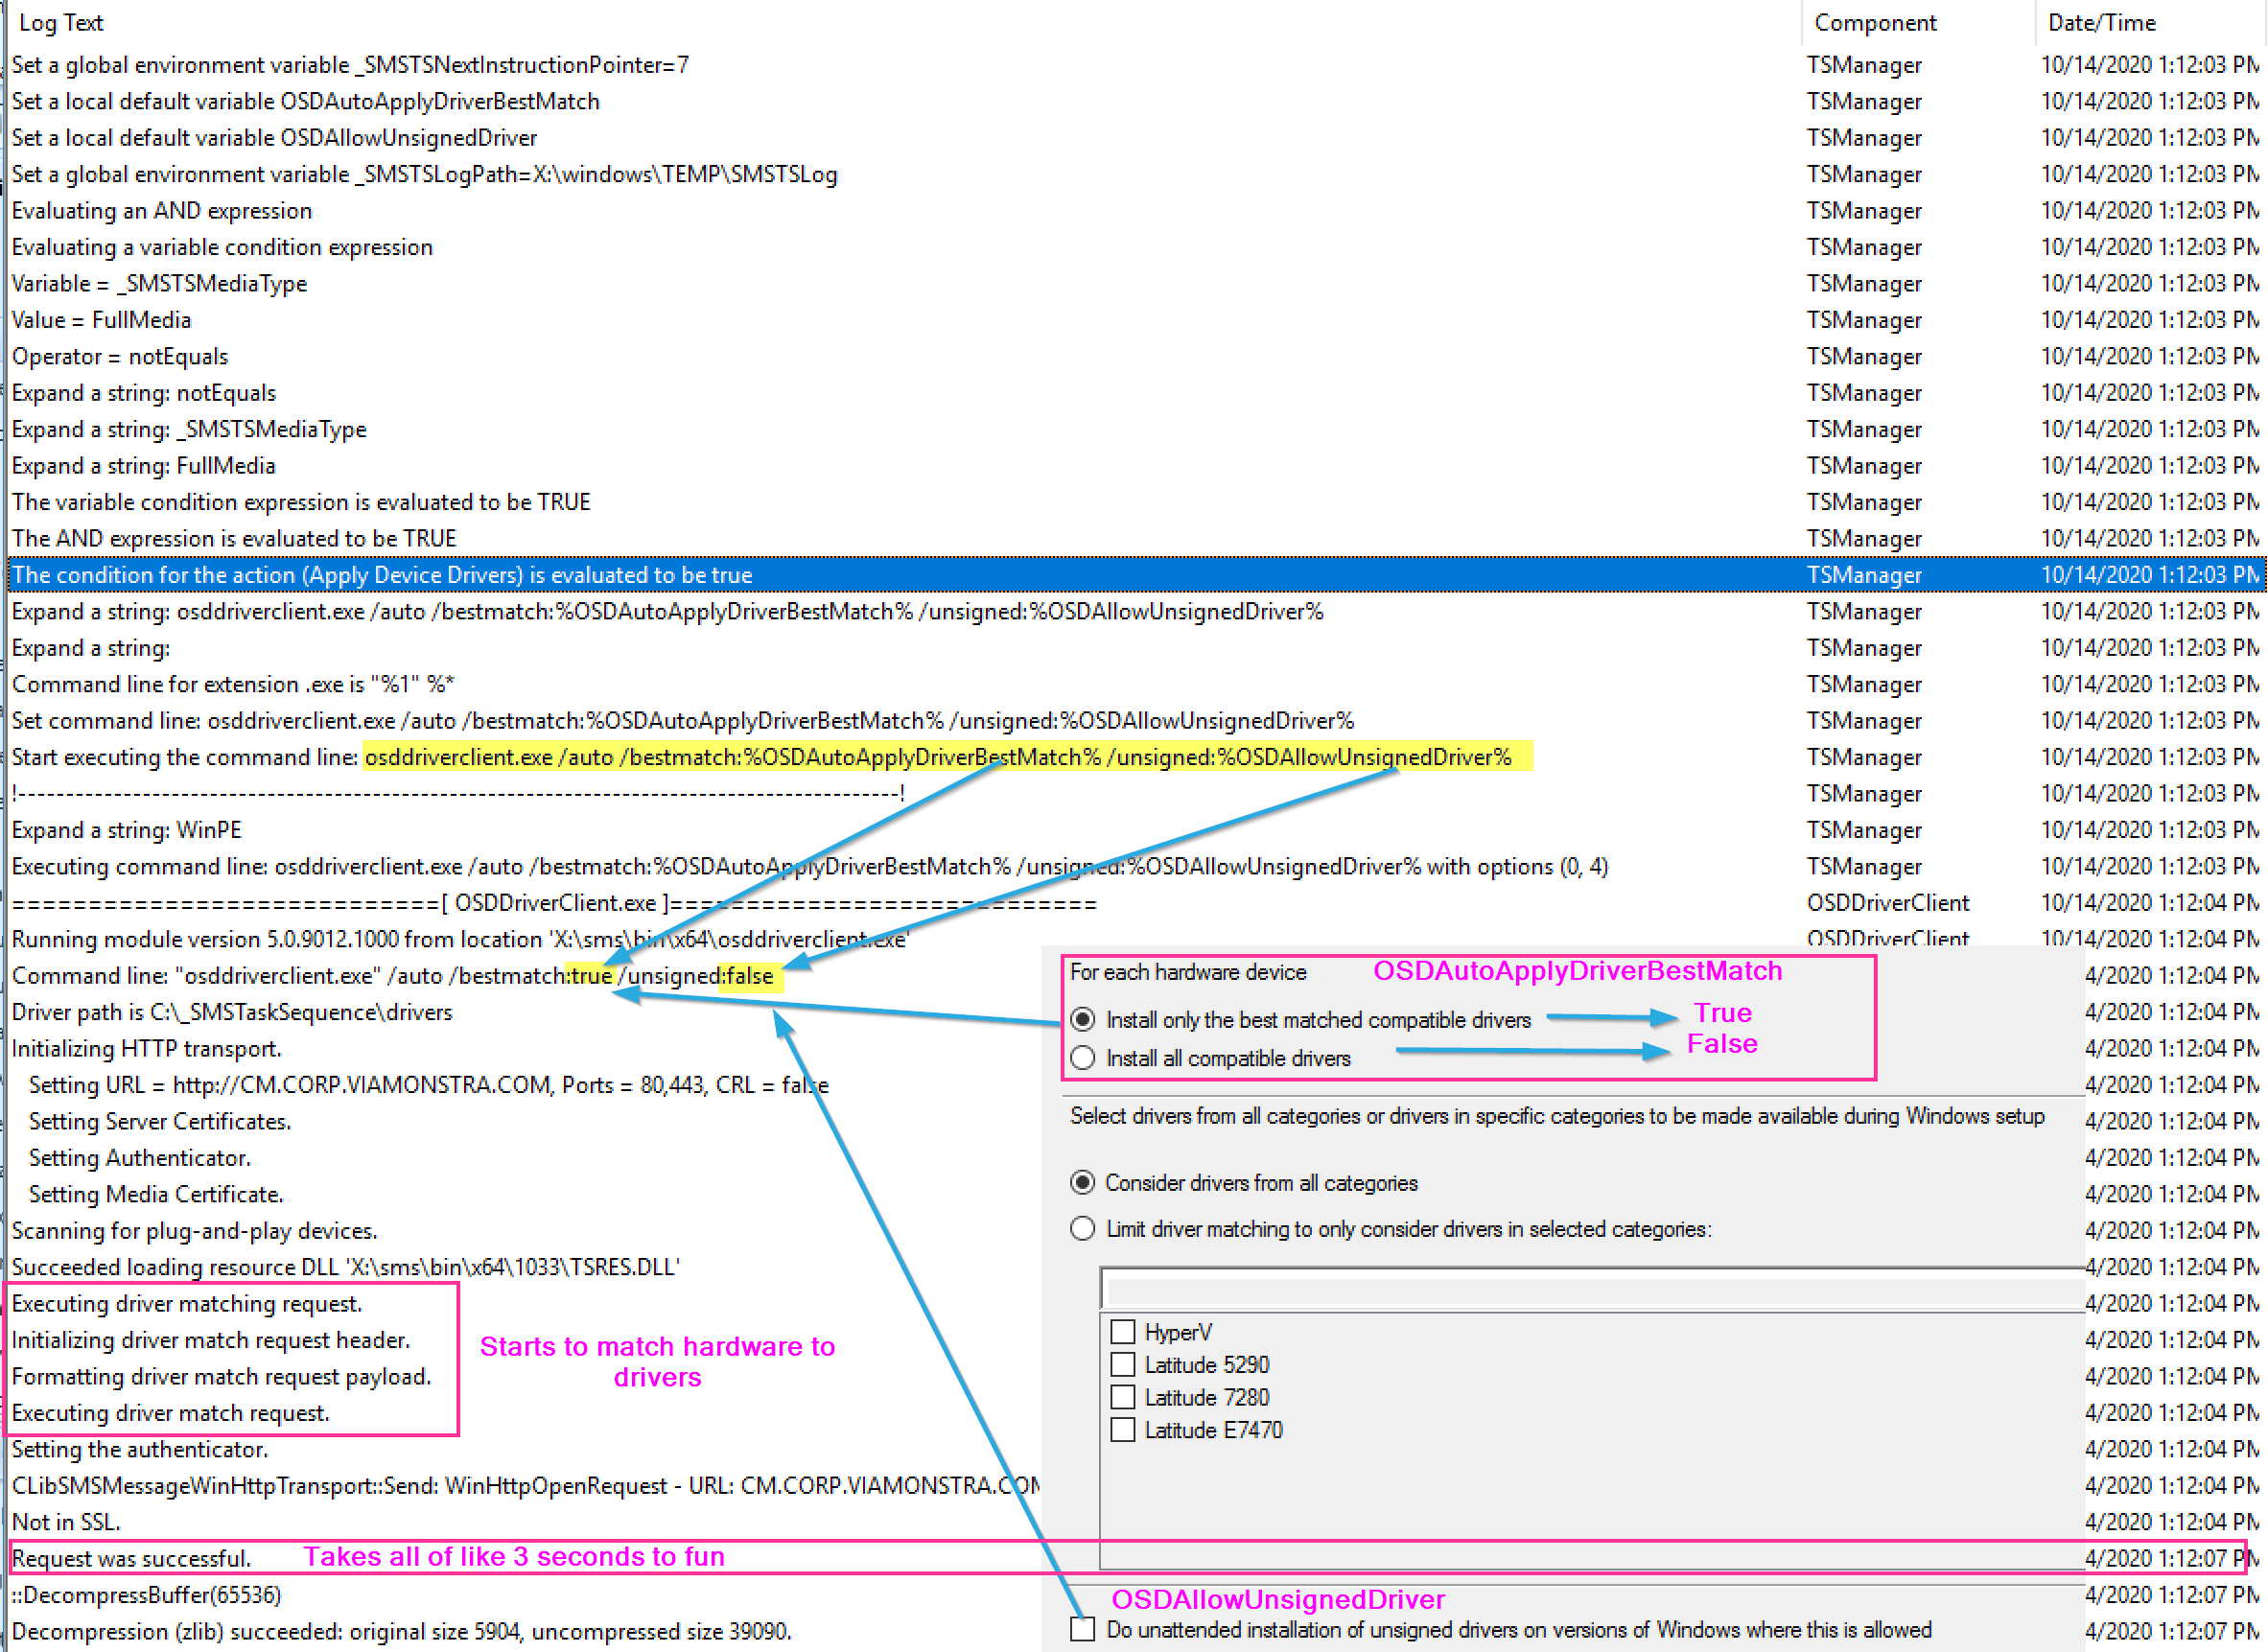 Log Text Component Date/Time
Set a global environment variable _SMSTSNextInstructionPointer=7 TSManager 10/14/2020 1:12:03 PM
Set a local default variable OSDAutoApplyDriverBestMatch TSManager 10/14/2020 1:12:03 PM
Set a local default variable OSDAllowUnsignedDriver TSManager 10/14/2020 1:12:03 PM
Set a global environment variable _SMSTSLogPath=X:\windows\TEMP\SMSTSLog TSManager 10/14/2020 1:12:03 PM
Evaluating an AND expression TSManager 10/14/2020 1:12:03 PM
Evaluating a variable condition expression TSManager 10/14/2020 1:12:03 PM
Variable = _SMSTSMediaType TSManager 10/14/2020 1:12:03 PM
Value = FullMedia TSManager 10/14/2020 1:12:03 PM
Operator = notEquals TSManager 10/14/2020 1:12:03 PM
Expand a string: notEquals TSManager 10/14/2020 1:12:03 PM
Expand a string: _SMSTSMediaType TSManager 10/14/2020 1:12:03 PM
Expand a string: FullMedia TSManager 10/14/2020 1:12:03 PM
The variable condition expression is evaluated to be TRUE TSManager 10/14/2020 1:12:03 PM
The AND expression is evaluated to be TRUE TSManager 10/14/2020 1:12:03 PM
The condition for the action (Apply Device Drivers) is evaluated to be true TSManager 10/14/2020 1:12:03 PM
Expand a string: osddriverclient.exe /auto /bestmatch:%OSDAutoApplyDriverBestMatch% /unsigned:%OSDAllowUnsignedDriver% TSManager 10/14/2020 1:12:03 PM
Expand a string: TSManager 10/14/2020 1:12:03 PM
Command line for extension .exe is "%1" %* TSManager 10/14/2020 1:12:03 PM
Set command line: osddriverclient.exe /auto /bestmatch:%OSDAutoApplyDriverBestMatch% /unsigned:%OSDAllowUnsignedDriver% TSManager 10/14/2020 1:12:03 PM
Start executing the command line: osddriverclient.exe /auto /bestmatch:%OSDAutoApplyDriverBestMatch% /unsigned:%OSDAllowUnsignedDriver% TSManager 10/14/2020 1:12:03 PM
!--------------------------------------------------------------------------------------------! TSManager 10/14/2020 1:12:03 PM
Expand a string: WinPE TSManager 10/14/2020 1:12:03 PM
Executing command line: osddriverclient.exe /auto /bestmatch:%OSDAutoApplyDriverBestMatch% /unsigned:%OSDAllowUnsignedDriver% with options (0, 4) TSManager 10/14/2020 1:12:03 PM
============================[ OSDDriverClient.exe ]============================ OSDDriverClient 10/14/2020 1:12:04 PM
Running module version 5.0.9012.1000 from location 'X:\sms\bin\x64\osddriverclient.exe' OSDDriverClient 10/14/2020 1:12:04 PM
Command line: "osddriverclient.exe" /auto /bestmatch:true /unsigned:false 4/2020 1:12:04 PM
Driver path is C:\_SMSTaskSequence\drivers 4/2020 1:12:04 PM
Initializing HTTP transport. 4/2020 1:12:04 PM
Setting URL = http://CM.CORP.VIAMONSTRA.COM, Ports = 80,443, CRL = false 4/2020 1:12:04 PM
Setting Server Certificates. 4/2020 1:12:04 PM
Setting Authenticator. 4/2020 1:12:04 PM
Setting Media Certificate. 4/2020 1:12:04 PM
Scanning for plug-and-play devices. 4/2020 1:12:04 PM
Succeeded loading resource DLL 'X:\sms\bin\x64\1033\TSRES.DLL' 4/2020 1:12:04 PM
Executing driver matching request. 4/2020 1:12:04 PM
Initializing driver match request header. 4/2020 1:12:04 PM
Formatting driver match request payload. 4/2020 1:12:04 PM
Executing driver match request. 4/2020 1:12:04 PM
Setting the authenticator. 4/2020 1:12:04 PM
CLibSMSMessageWinHttpTransport::Send: WinHttpOpenRequest - URL: CM.CORP.VIAMONSTRA.COM 4/2020 1:12:04 PM
Not in SSL. 4/2020 1:12:04 PM
Request was successful. Takes all of like 3 seconds to fun 4/2020 1:12:07 PM
::DecompressBuffer(65536) 4/2020 1:12:07 PM
Decompression (zlib) succeeded: original size 5904, uncompressed size 39090. 4/2020 1:12:07 PM
Starts to match hardware to
drivers
For each hardware device OSDAutoApplyDriverBestMatch
Install only the best matched compatible drivers True
Install all compatible drivers False
Select drivers from all categories or drivers in specific categories to be made available during Windows setup
Consider drivers from all categories
Limit driver matching to only consider drivers in selected categories:
HyperV
Latitude 5290
Latitude 7280
Latitude E7470
OSDAllowUnsignedDriver
Do unattended installation of unsigned drivers on versions of Windows where this is allowed